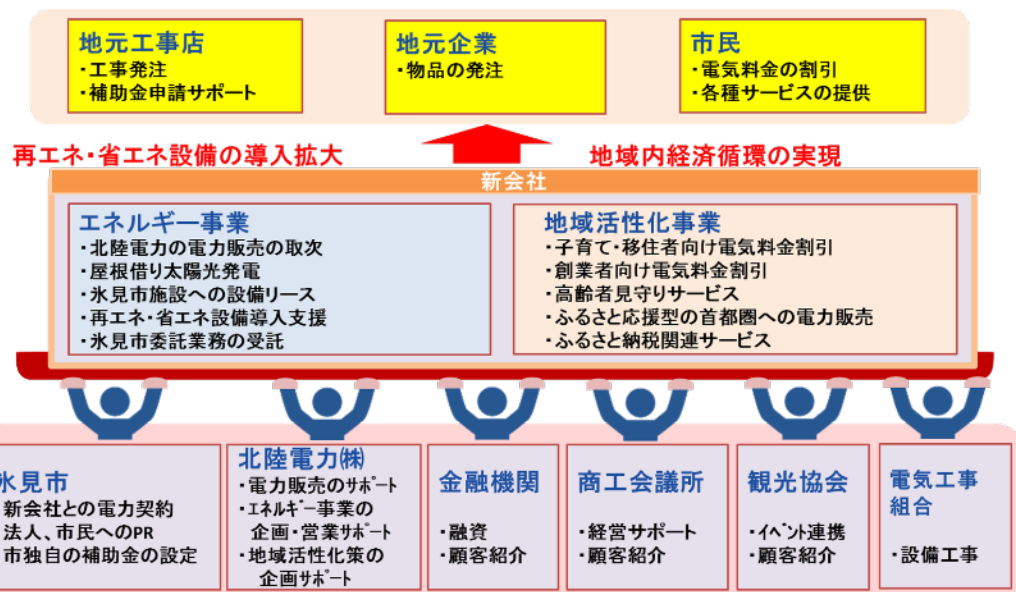 地元工事店
・工事発注
・補助金申請サポート
地元企業
・物品の発注
市民
・電気料金の割引
・各種サービスの提供
再エネ・省エネ設備の導入拡大
地域内経済循環の実現
新会社
エネルギー事業
・北陸電力の電力販売の取次
・屋根借り太陽光発電
・氷見市施設への設備リース
・再エネ・省エネ設備導入支援
・氷見市委託業務の受託
地域活性化事業
・子育て・移住者向け電気料金割引
・創業者向け電気料金割引
・高齢者見守りサービス
・ふるさと応援型の首都圏への電力販売
・ふるさと納税関連サービス
氷見市
新会社との電力契約
法人、市民へのPR
市独自の補助金の設定
北陸電力㈱
・電力販売のｻﾎﾟｰﾄ
・ｴﾈﾙｷﾞｰ事業の
企画・営業ｻﾎﾟｰﾄ
・地域活性化策の
企画ｻﾎﾟｰﾄ
金融機関
・融資
・顧客紹介
商工会議所
・経営サポート
・顧客紹介
観光協会
・ｲﾍﾞﾝﾄ連携
・顧客紹介
電気工事
組合
・設備工事